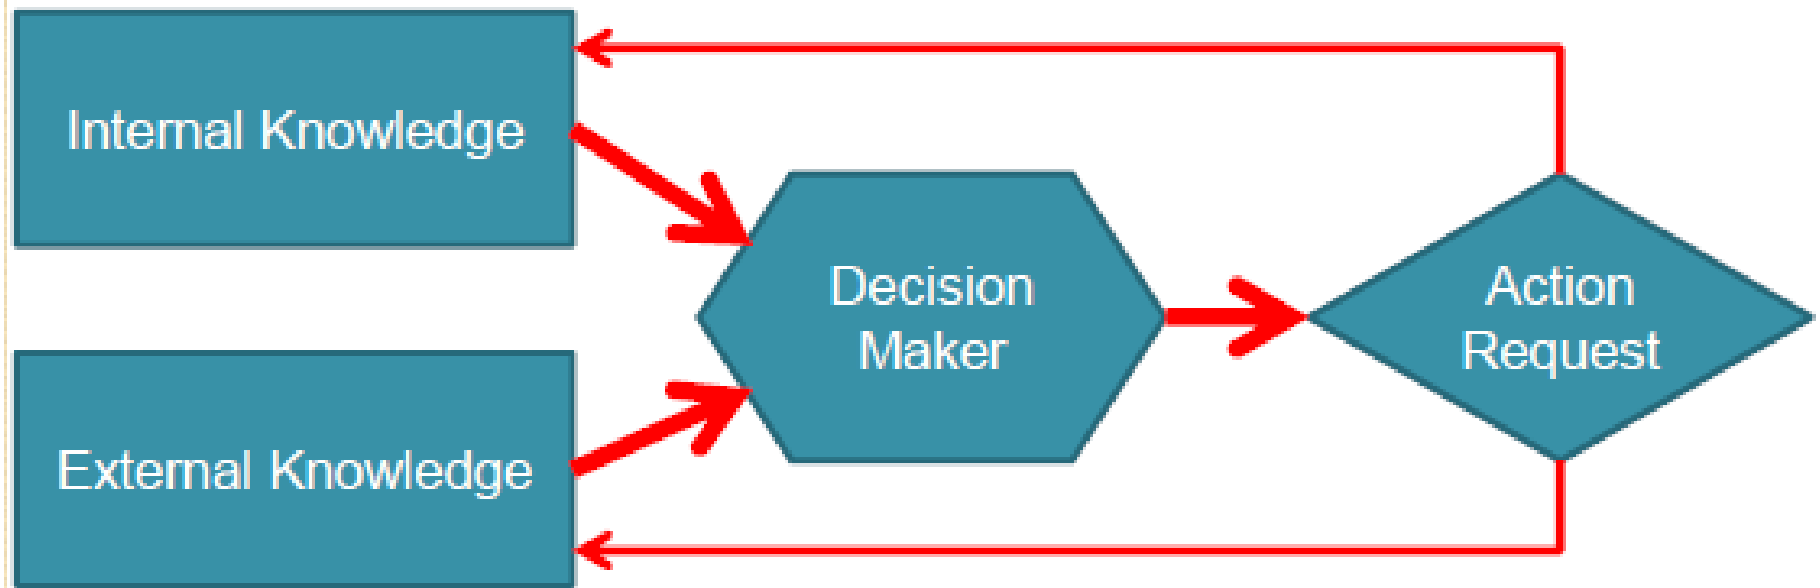 Internal Knowledge
Decision
Maker
Action
Request
External Knowledge